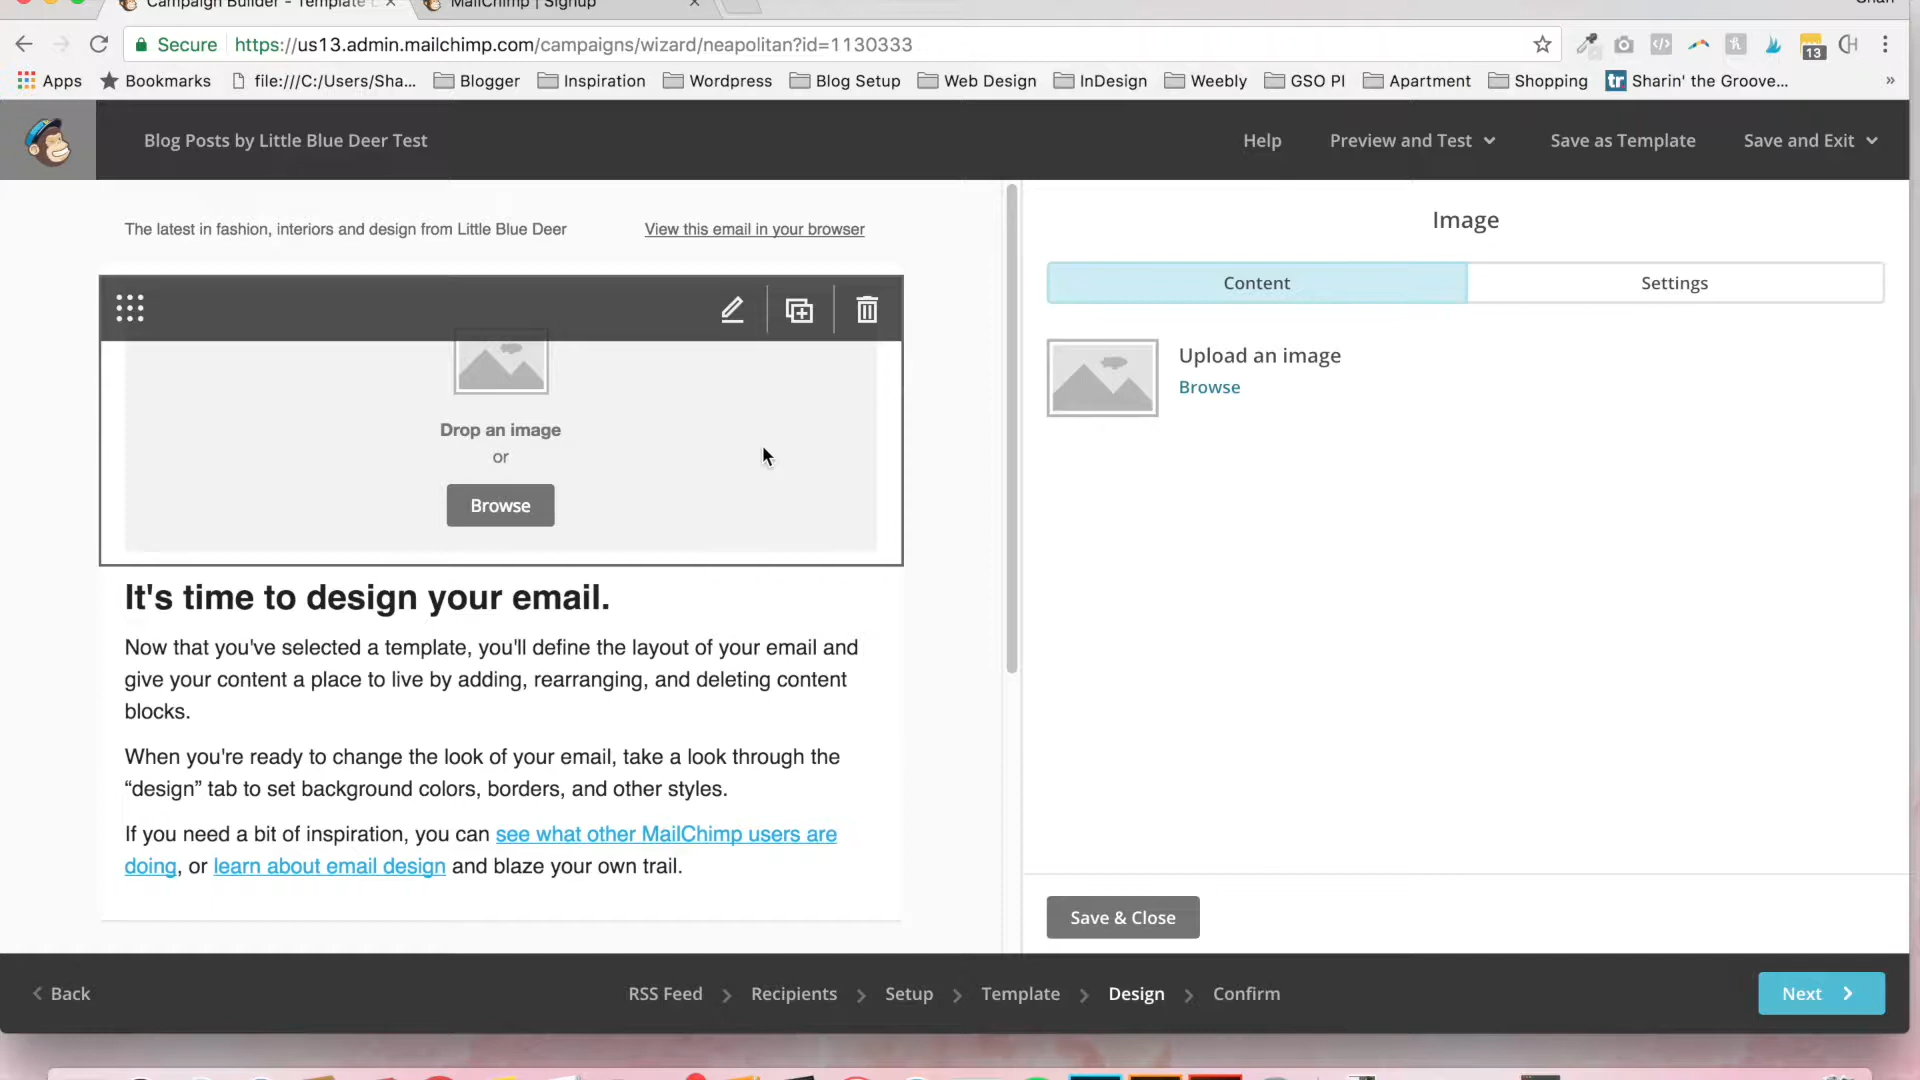 Campaign Builder - Template
MailChimp | Signup
Secure https://us13.admin.mailchimp.com/campaigns/wizard/neapolitan?id=1130333
13
Apps Bookmarks file:///C:/Users/Sha... Blogger Inspiration Wordpress Blog Setup Web Design InDesign Weebly GSO PI Apartment Shopping tr Sharin' the Groove... »
Blog Posts by Little Blue Deer Test Help Preview and Test Save as Template Save and Exit
The latest in fashion, interiors and design from Little Blue Deer View this email in your browser
Image
Content Settings
Upload an image
Browse
Drop an image
or
Browse
It's time to design your email.
Now that you've selected a template, you'll define the layout of your email and
give your content a place to live by adding, rearranging, and deleting content
blocks.
When you're ready to change the look of your email, take a look through the
“design” tab to set background colors, borders, and other styles.
If you need a bit of inspiration, you can see what other MailChimp users are
doing, or learn about email design and blaze your own trail.
Save & Close
Back RSS Feed Recipients Setup Template Design Confirm Next